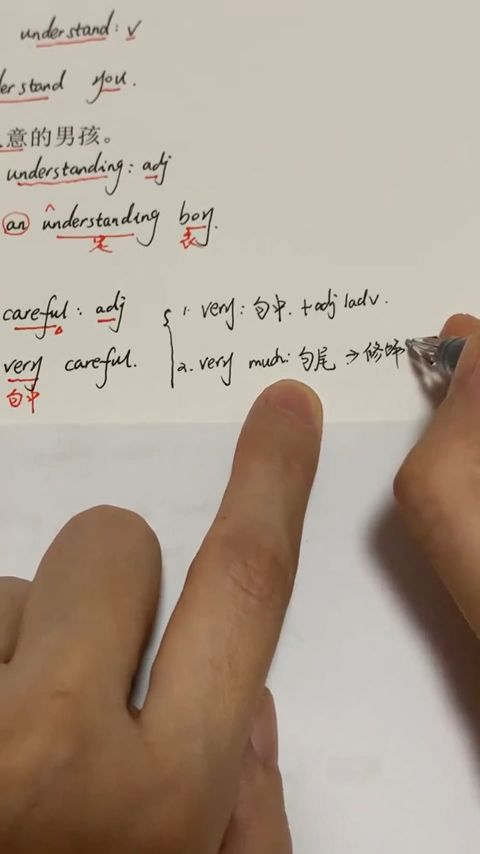 understand: v
erstand you.
意的男孩。
understanding: adj
an understanding boy.
定 表
careful: adj
1. very: 句中. + adj/adv.
very careful.
2. very much: 句尾 → 修饰
句中